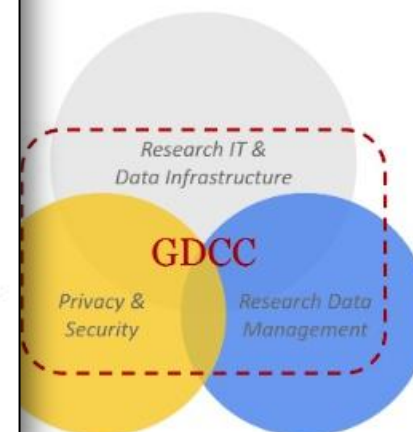 Research IT &
Data Infrastructure
GDCC
Privacy &
Security
Research Data
Management